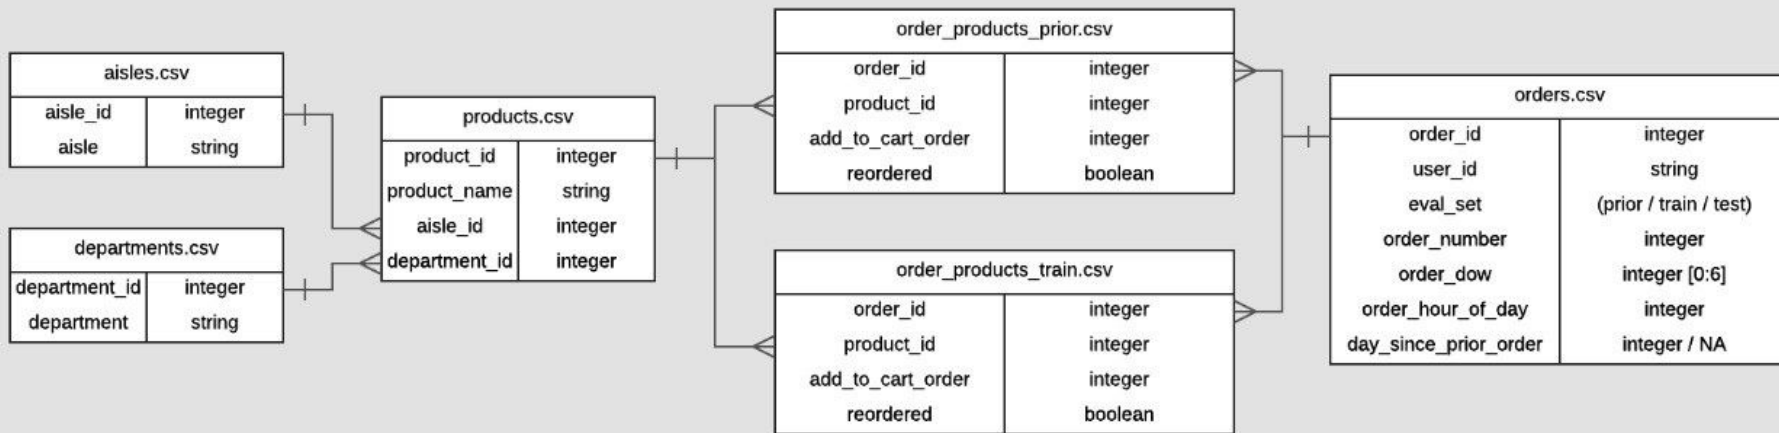 aisles.csv
aisle_id integer
aisle string
departments.csv
department_id integer
department string
products.csv
product_id integer
product_name string
aisle_id integer
department_id integer
order_products_prior.csv
order_id integer
product_id integer
add_to_cart_order integer
reordered boolean
order_products_train.csv
order_id integer
product_id integer
add_to_cart_order integer
reordered boolean
orders.csv
order_id integer
user_id string
eval_set (prior / train / test)
order_number integer
order_dow integer [0:6]
order_hour_of_day integer
day_since_prior_order integer / NA